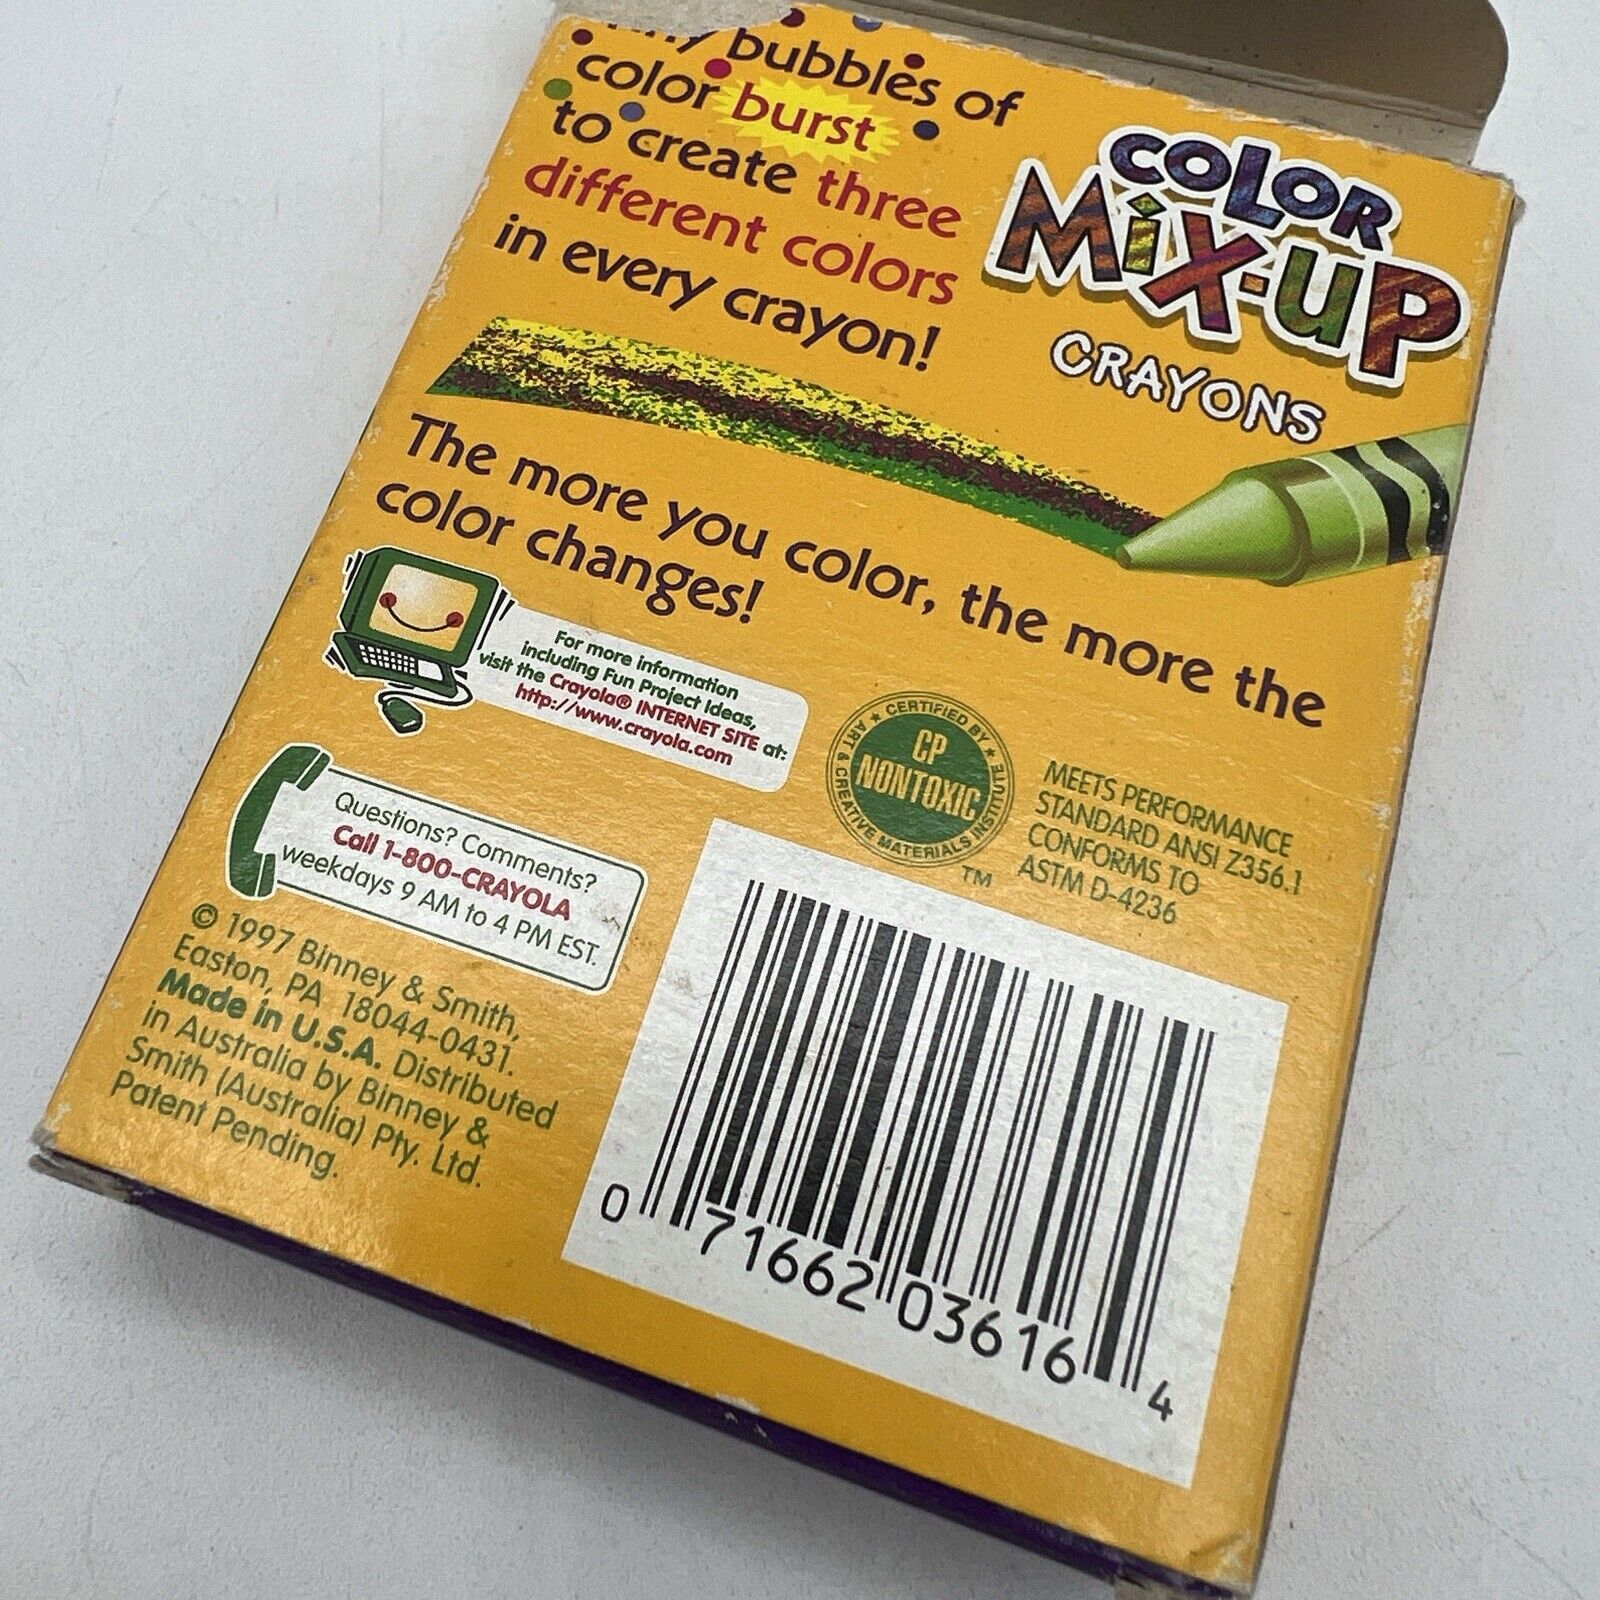 bubbles of
color burst
to create three
different colors
in every crayon!
COLOR
MIX-UP
CRAYONS
The more you color, the more the
color changes!
For more information
including Fun Project Ideas,
visit the Crayola® INTERNET SITE at:
http://www.crayola.com
CERTIFIED BY
ART & CREATIVE MATERIALS INSTITUTE
CP
NONTOXIC
TM
MEETS PERFORMANCE
STANDARD ANSI Z356.1
CONFORMS TO
ASTM D-4236
Questions? Comments?
Call 1-800-CRAYOLA
weekdays 9 AM to 4 PM EST.
© 1997 Binney & Smith,
Easton, PA 18044-0431.
Made in U.S.A. Distributed
in Australia by Binney &
Smith (Australia) Pty. Ltd.
Patent Pending.
0 71662 03616 4